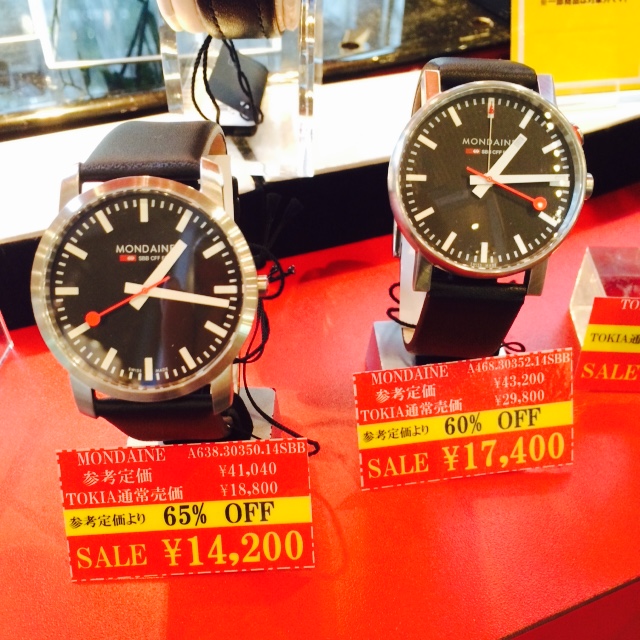 MONDAINE
SBB CFF
MONDAINE
SBB CFF
MONDAINE A638.30350.14SBB
参考定価 ¥41,040
TOKIA通常売価 ¥18,800
参考定価より 65% OFF
SALE ¥14,200
MONDAINE A468.30352.14SBB
参考定価 ¥43,200
TOKIA通常売価 ¥29,800
参考定価より 60% OFF
SALE ¥17,400
TOKIA通
SALE